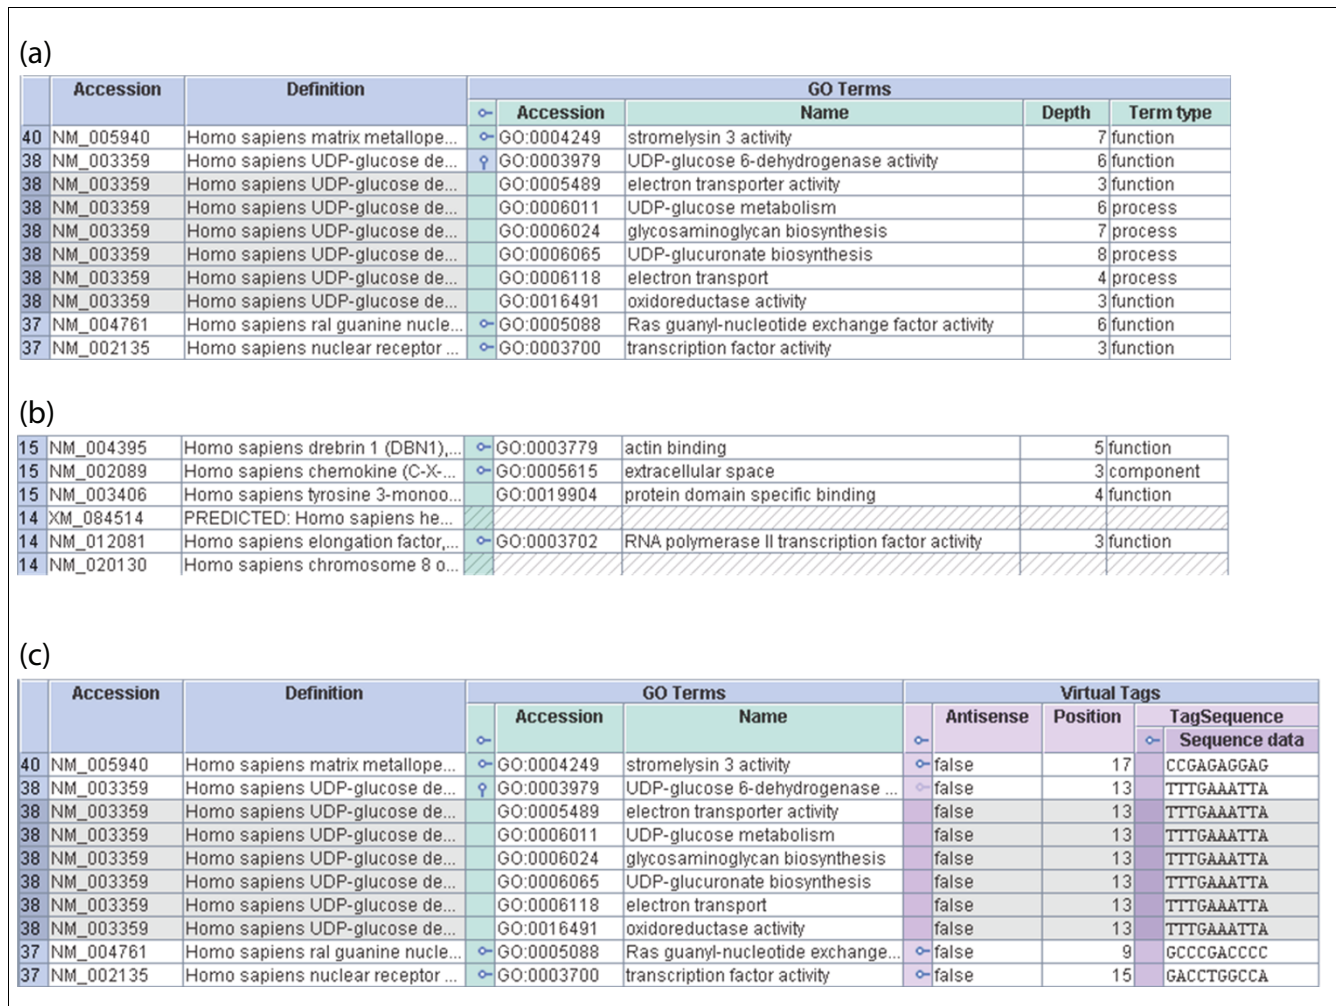 (a)
Accession Definition GO Terms
Accession Name Depth Term type
40 NM_005940 Homo sapiens matrix metallope... GO:0004249 stromelysin 3 activity 7 function
38 NM_003359 Homo sapiens UDP-glucose de... GO:0003979 UDP-glucose 6-dehydrogenase activity 6 function
38 NM_003359 Homo sapiens UDP-glucose de... GO:0005489 electron transporter activity 3 function
38 NM_003359 Homo sapiens UDP-glucose de... GO:0006011 UDP-glucose metabolism 6 process
38 NM_003359 Homo sapiens UDP-glucose de... GO:0006024 glycosaminoglycan biosynthesis 7 process
38 NM_003359 Homo sapiens UDP-glucose de... GO:0006065 UDP-glucuronate biosynthesis 8 process
38 NM_003359 Homo sapiens UDP-glucose de... GO:0006118 electron transport 4 process
38 NM_003359 Homo sapiens UDP-glucose de... GO:0016491 oxidoreductase activity 3 function
37 NM_004761 Homo sapiens ral guanine nucle... GO:0005088 Ras guanyl-nucleotide exchange factor activity 6 function
37 NM_002135 Homo sapiens nuclear receptor ... GO:0003700 transcription factor activity 3 function
(b)
15 NM_004395 Homo sapiens drebrin 1 (DBN1),... GO:0003779 actin binding 5 function
15 NM_002089 Homo sapiens chemokine (C-X-... GO:0005615 extracellular space 3 component
15 NM_003406 Homo sapiens tyrosine 3-monoo... GO:0019904 protein domain specific binding 4 function
14 XM_084514 PREDICTED: Homo sapiens he...
14 NM_012081 Homo sapiens elongation factor,... GO:0003702 RNA polymerase II transcription factor activity 3 function
14 NM_020130 Homo sapiens chromosome 8 o...
(c)
Accession Definition GO Terms Virtual Tags
Accession Name Antisense Position TagSequence
Sequence data
40 NM_005940 Homo sapiens matrix metallope... GO:0004249 stromelysin 3 activity false 17 CCGAGAGGAG
38 NM_003359 Homo sapiens UDP-glucose de... GO:0003979 UDP-glucose 6-dehydrogenase ... false 13 TTTGAAATTA
38 NM_003359 Homo sapiens UDP-glucose de... GO:0005489 electron transporter activity false 13 TTTGAAATTA
38 NM_003359 Homo sapiens UDP-glucose de... GO:0006011 UDP-glucose metabolism false 13 TTTGAAATTA
38 NM_003359 Homo sapiens UDP-glucose de... GO:0006024 glycosaminoglycan biosynthesis false 13 TTTGAAATTA
38 NM_003359 Homo sapiens UDP-glucose de... GO:0006065 UDP-glucuronate biosynthesis false 13 TTTGAAATTA
38 NM_003359 Homo sapiens UDP-glucose de... GO:0006118 electron transport false 13 TTTGAAATTA
38 NM_003359 Homo sapiens UDP-glucose de... GO:0016491 oxidoreductase activity false 13 TTTGAAATTA
37 NM_004761 Homo sapiens ral guanine nucle... GO:0005088 Ras guanyl-nucleotide exchange... false 9 GCCCGACCCC
37 NM_002135 Homo sapiens nuclear receptor ... GO:0003700 transcription factor activity false 15 GACCTGGCCA